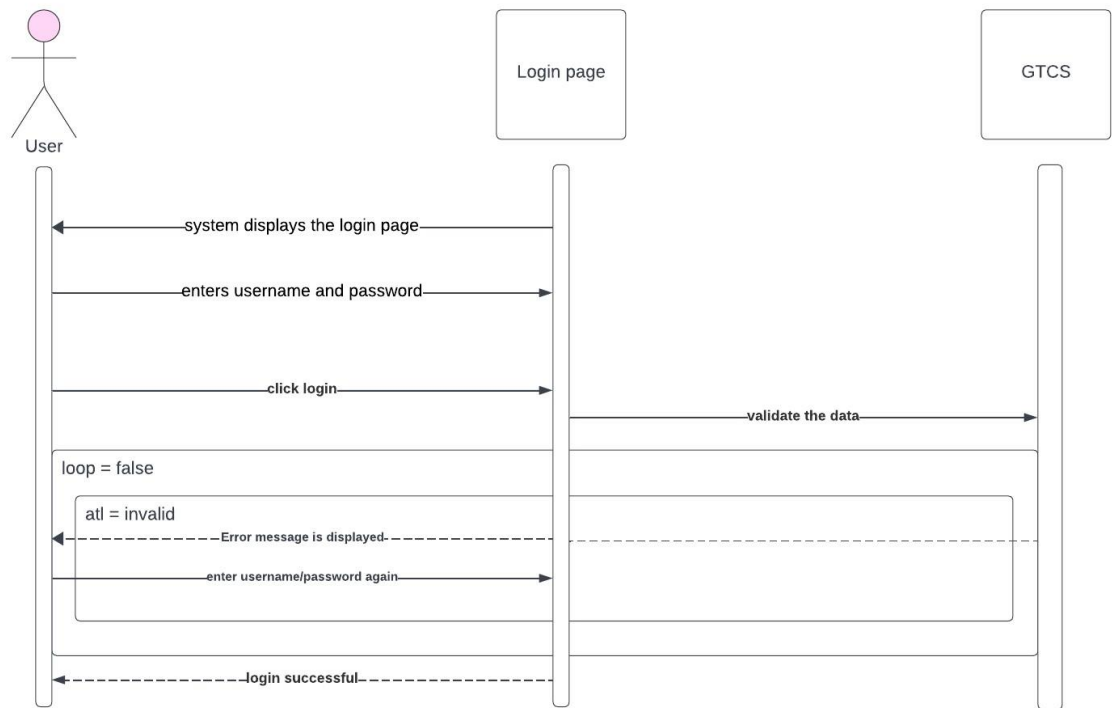 Login page
GTCS
User
system displays the login page
enters username and password
click login
validate the data
loop = false
atl = invalid
Error message is displayed
enter username/password again
login successful